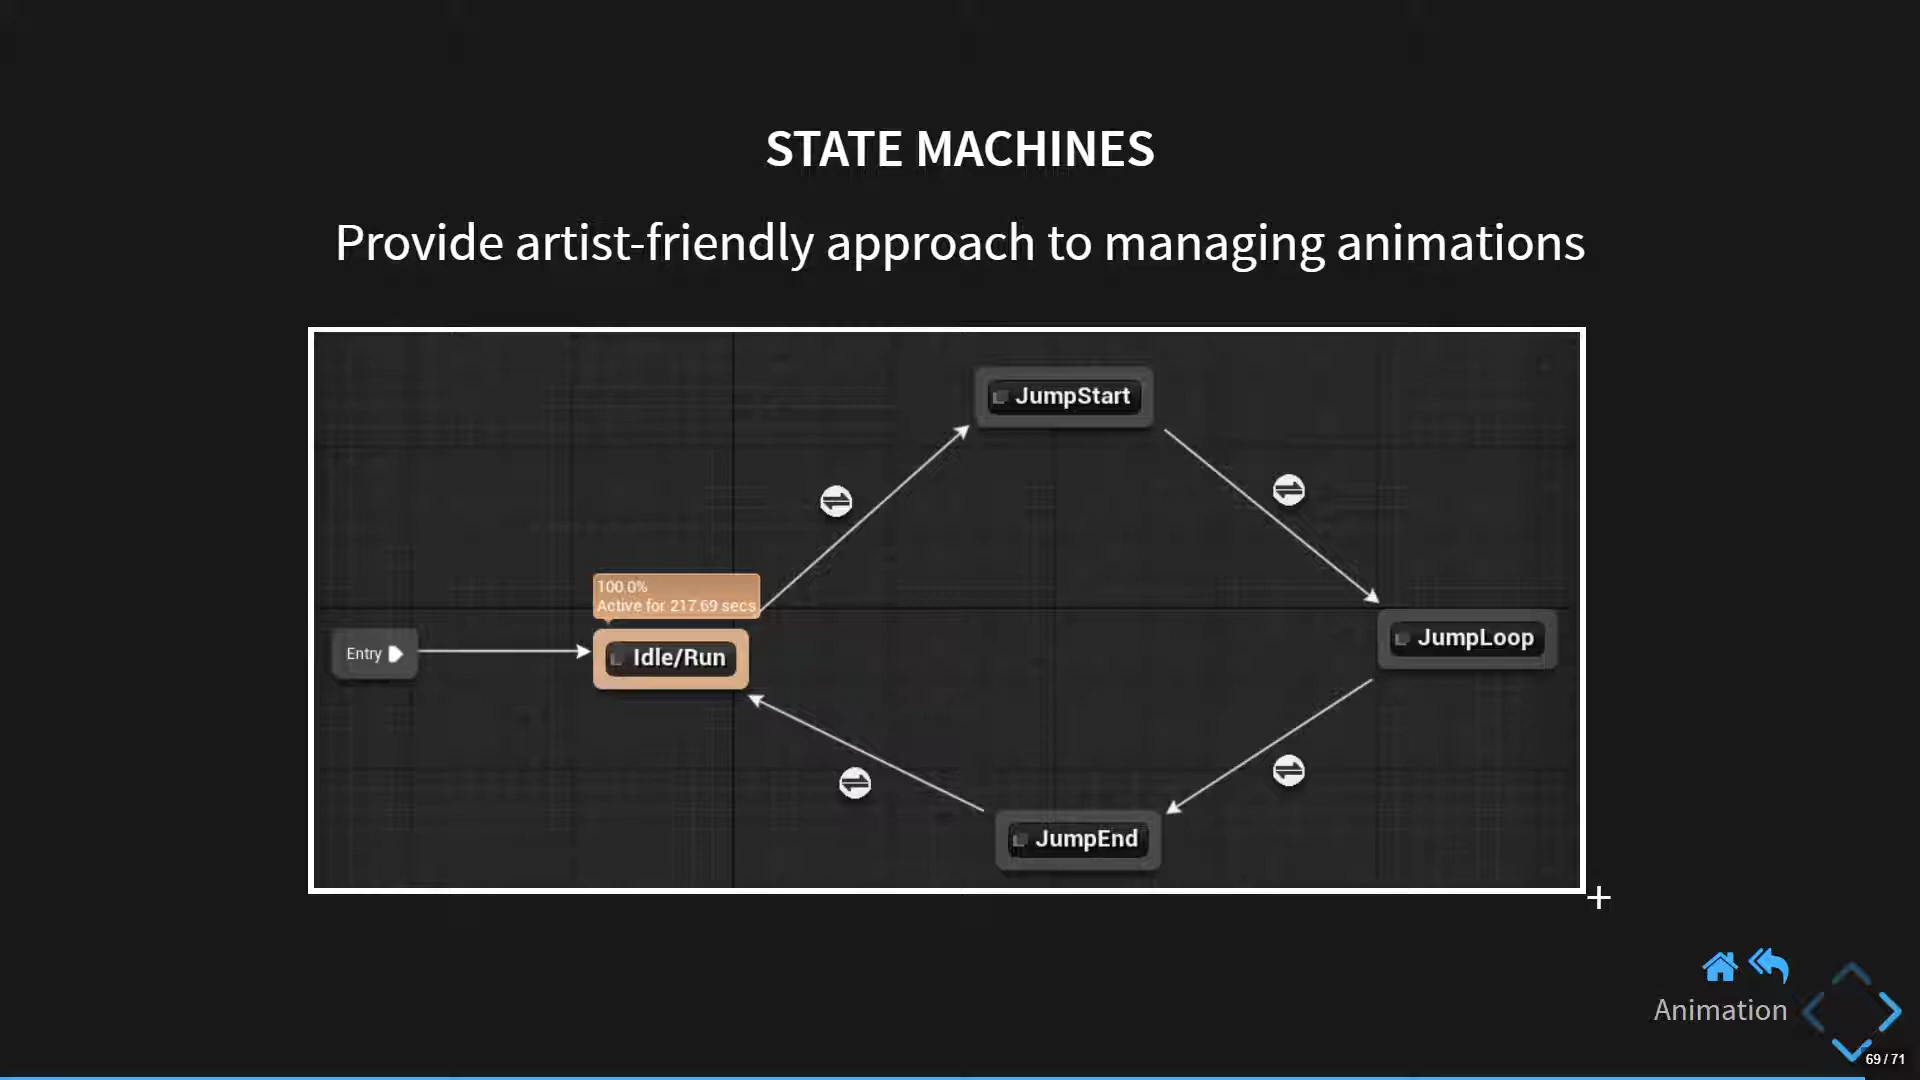 STATE MACHINES
Provide artist-friendly approach to managing animations
JumpStart
100.0%
Active for 217.69 secs
Entry
Idle/Run
JumpLoop
JumpEnd
Animation
69 / 71